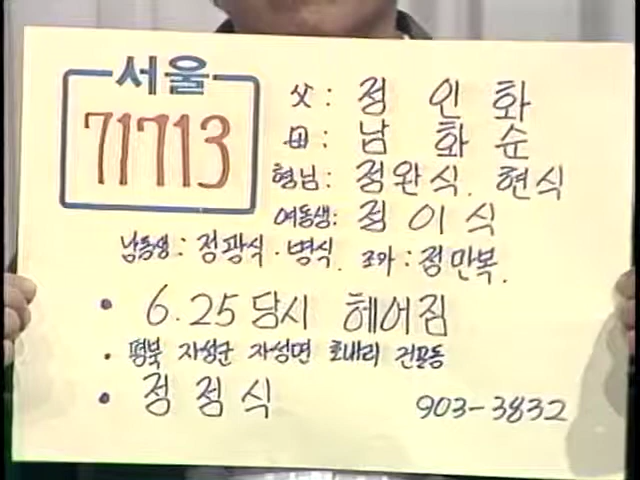 서울
71713
父: 정 인 화
母: 남 화 순
형님: 정완식. 현식
여동생: 정 이 식
남동생: 정광식·병식. 조카: 정만복.
• 6.25 당시 헤어짐
• 평북 자성군 자성면 호내리 건포동
• 정 정 식 903-3832